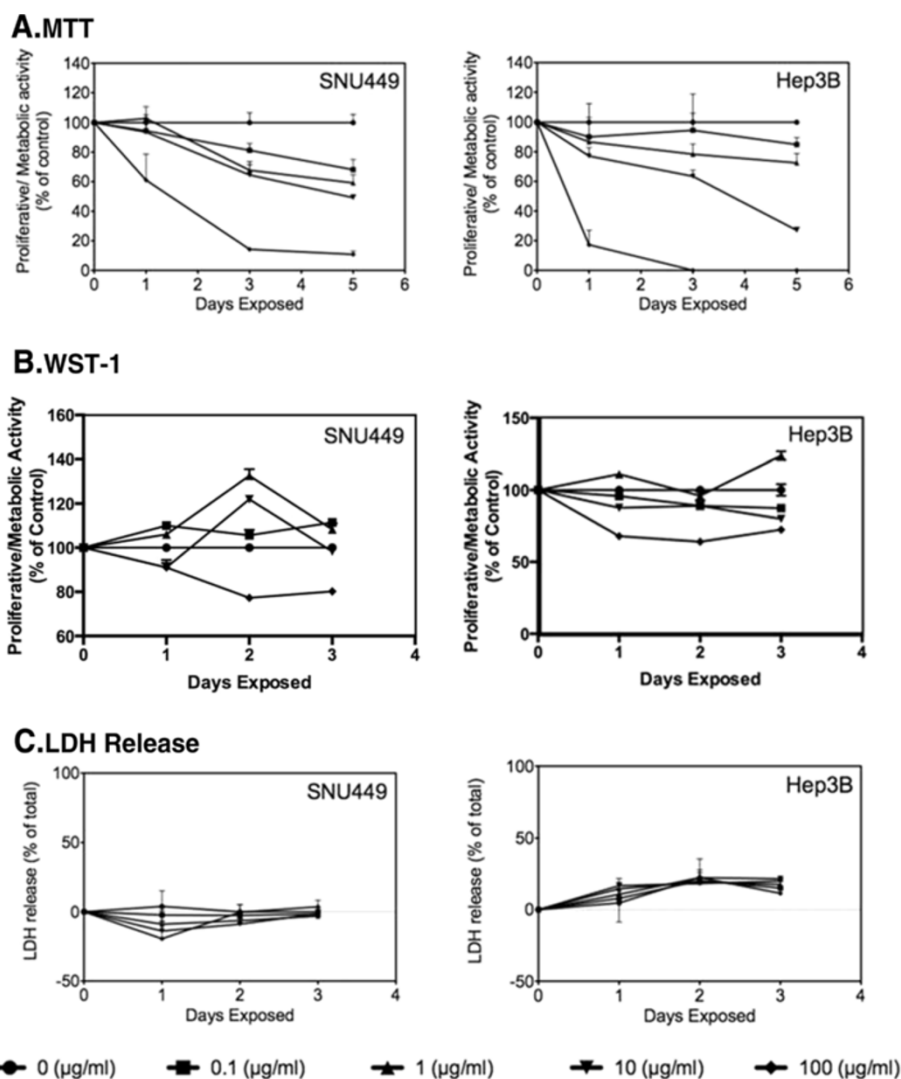 A.MTT
Proliferative/ Metabolic activity
(% of control)
140
120
100
80
60
40
20
0
SNU449
0 1 2 3 4 5 6
Days Exposed
Proliferative/ Metabolic activity
(% of control)
140
120
100
80
60
40
20
0
Hep3B
0 1 2 3 4 5 6
Days Exposed
B.WST-1
Proliferative/Metabolic Activity
(% of Control)
160
140
120
100
80
60
SNU449
0 1 2 3 4
Days Exposed
Proliferative/Metabolic Activity
(% of Control)
150
100
50
0
Hep3B
0 1 2 3 4
Days Exposed
C.LDH Release
LDH release (% of total)
100
50
0
-50
SNU449
0 1 2 3 4
Days Exposed
LDH release (% of total)
100
50
0
-50
Hep3B
0 1 2 3 4
Days Exposed
0 (µg/ml) 0.1 (µg/ml) 1 (µg/ml) 10 (µg/ml) 100 (µg/ml)